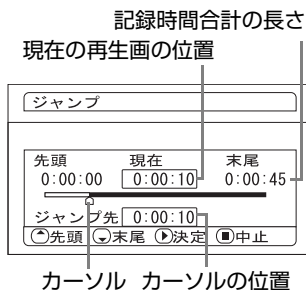 記録時間合計の長さ
現在の再生画の位置
ジャンプ
先頭 現在 末尾
0:00:00 0:00:10 0:00:45
ジャンプ先 0:00:10
先頭 末尾 決定 中止
カーソル カーソルの位置